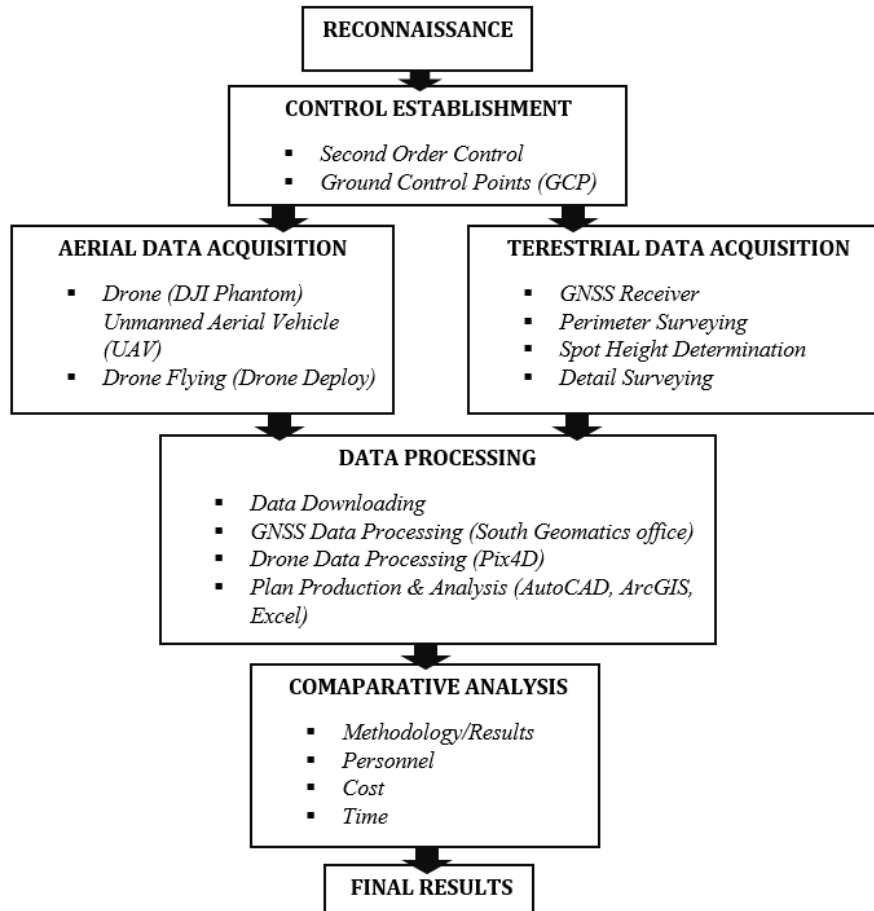 RECONNAISSANCE
CONTROL ESTABLISHMENT
▪ Second Order Control
▪ Ground Control Points (GCP)
AERIAL DATA ACQUISITION
▪ Drone (DJI Phantom)
Unmanned Aerial Vehicle
(UAV)
▪ Drone Flying (Drone Deploy)
TERESTRIAL DATA ACQUISITION
▪ GNSS Receiver
▪ Perimeter Surveying
▪ Spot Height Determination
▪ Detail Surveying
DATA PROCESSING
▪ Data Downloading
▪ GNSS Data Processing (South Geomatics office)
▪ Drone Data Processing (Pix4D)
▪ Plan Production & Analysis (AutoCAD, ArcGIS,
Excel)
COMAPARATIVE ANALYSIS
▪ Methodology/Results
▪ Personnel
▪ Cost
▪ Time
FINAL RESULTS